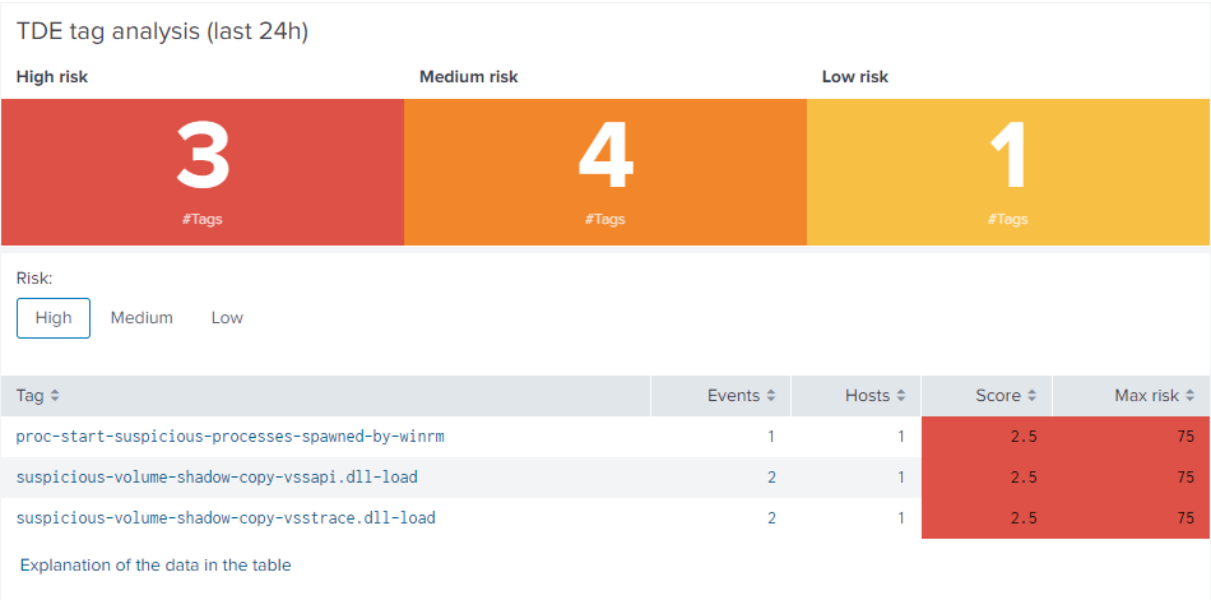 TDE tag analysis (last 24h)
High risk Medium risk Low risk
3 4 1
#Tags #Tags #Tags
Risk:
High Medium Low
Tag Events Hosts Score Max risk
proc-start-suspicious-processes-spawned-by-winrm 1 1 2.5 75
suspicious-volume-shadow-copy-vssapi.dll-load 2 1 2.5 75
suspicious-volume-shadow-copy-vsstrace.dll-load 2 1 2.5 75
Explanation of the data in the table